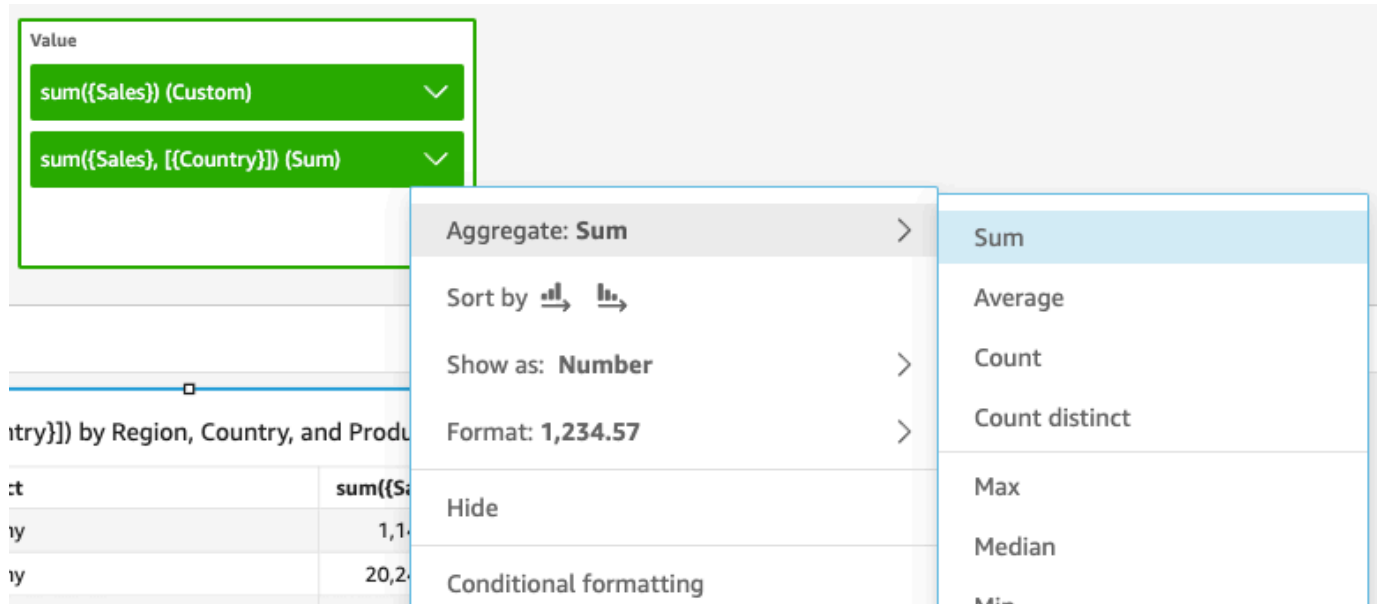 Value
sum({Sales}) (Custom)
sum({Sales}, [{Country}]) (Sum)
Aggregate: Sum
Sort by
Show as: Number
Format: 1,234.57
Hide
Conditional formatting
Sum
Average
Count
Count distinct
Max
Median
Min
ntry}]) by Region, Country, and Produ
ct sum({Sa
ny 1,14
ny 20,24